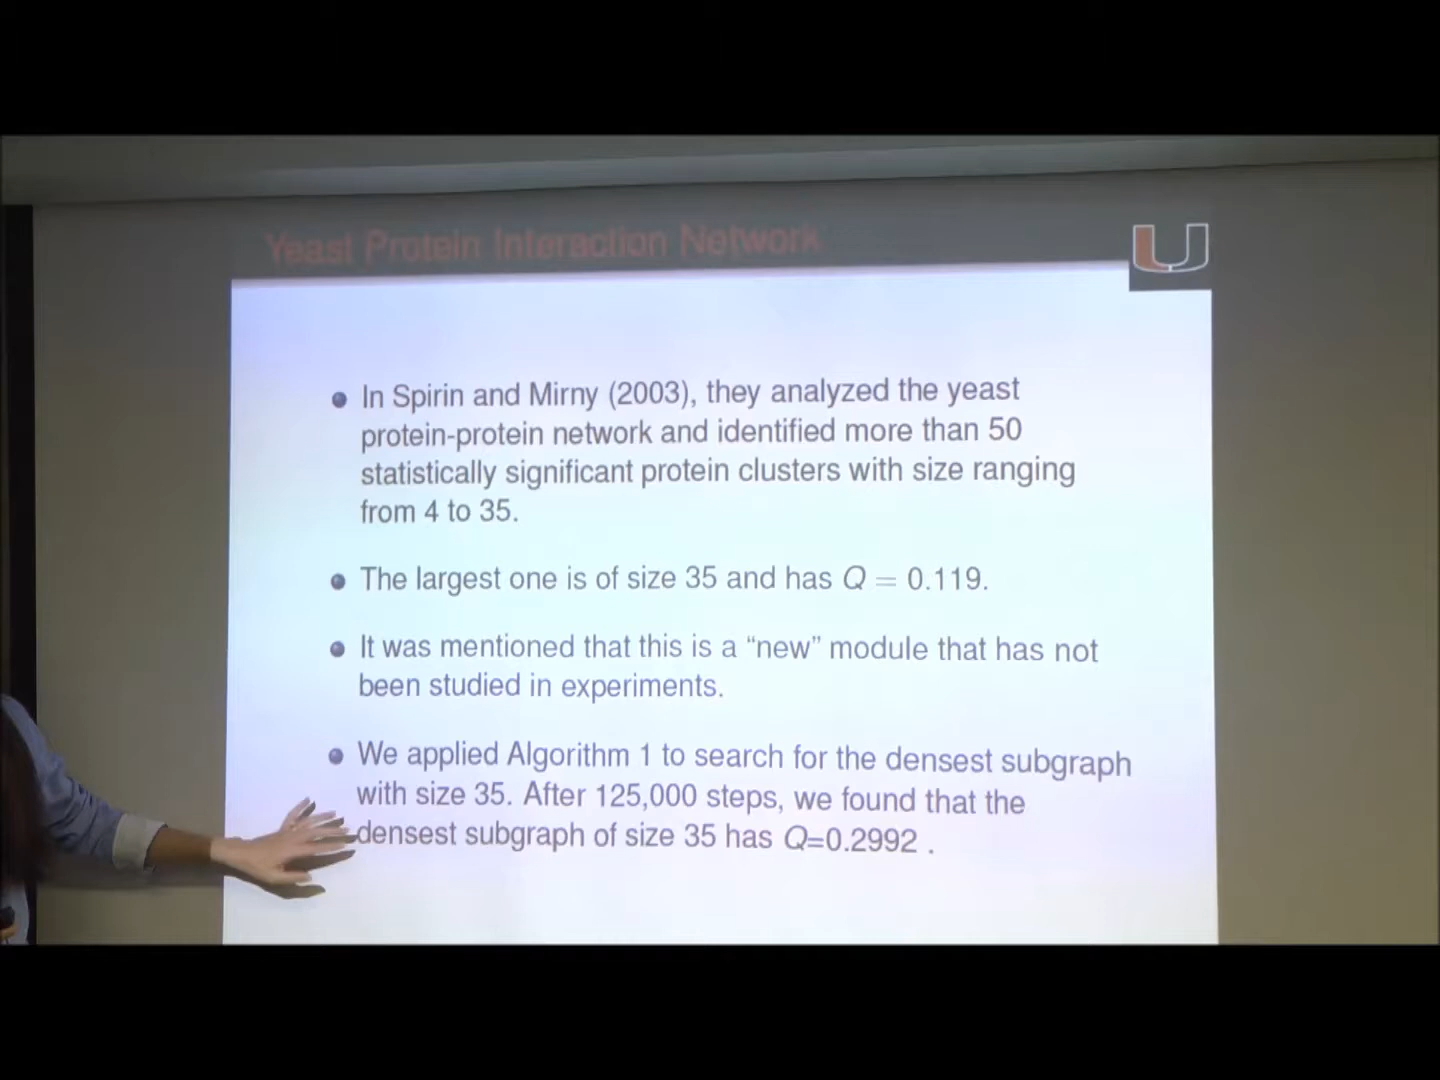 Yeast Protein Interaction Network
U
In Spirin and Mirny (2003), they analyzed the yeast
protein-protein network and identified more than 50
statistically significant protein clusters with size ranging
from 4 to 35.
The largest one is of size 35 and has Q = 0.119.
It was mentioned that this is a “new” module that has not
been studied in experiments.
We applied Algorithm 1 to search for the densest subgraph
with size 35. After 125,000 steps, we found that the
densest subgraph of size 35 has Q=0.2992 .